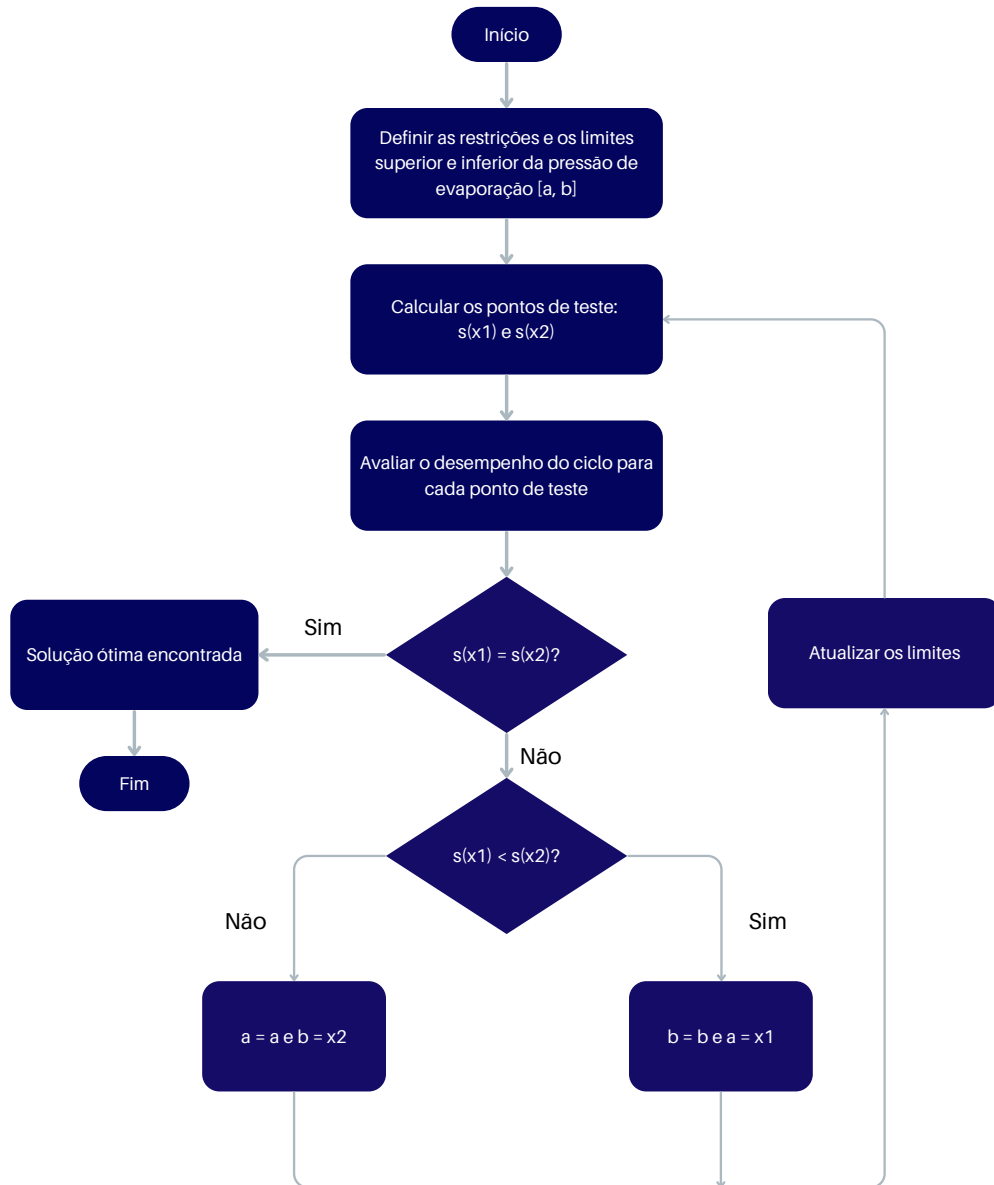 Início
Definir as restrições e os limites
superior e inferior da pressão de
evaporação [a, b]
Calcular os pontos de teste:
s(x1) e s(x2)
Avaliar o desempenho do ciclo para
cada ponto de teste
s(x1) = s(x2)?
Sim
Solução ótima encontrada
Fim
Atualizar os limites
Não
s(x1) < s(x2)?
Não
Sim
a = a e b = x2
b = b e a = x1